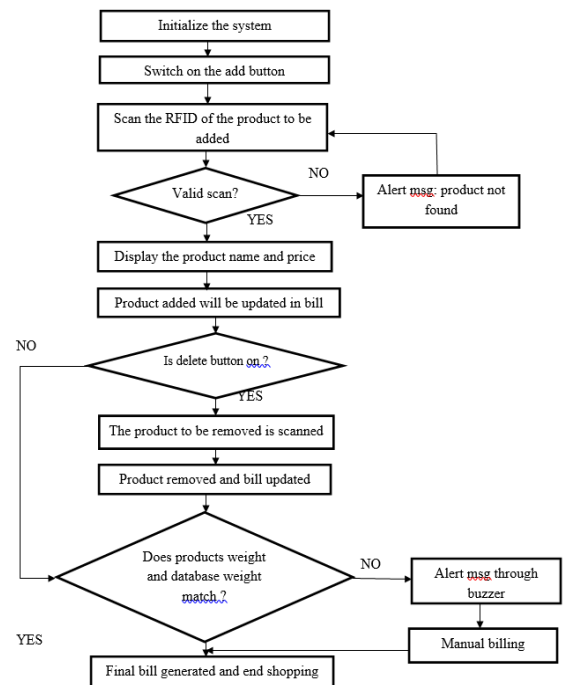 Initialize the system
Switch on the add button
Scan the RFID of the product to be
added
NO
Valid scan?
Alert msg: product not
found
YES
Display the product name and price
Product added will be updated in bill
NO
Is delete button on ?
YES
The product to be removed is scanned
Product removed and bill updated
Does products weight
and database weight
match ?
NO
Alert msg through
buzzer
YES
Manual billing
Final bill generated and end shopping